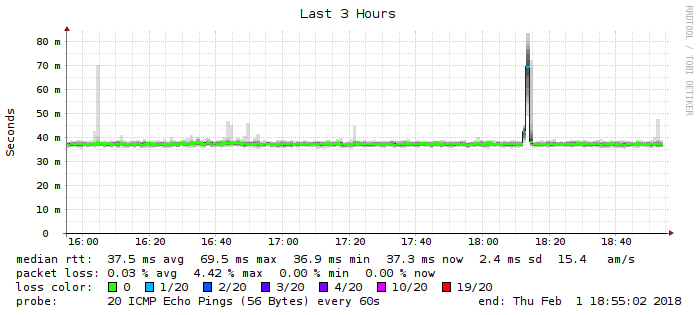 Last 3 Hours
RRDTOOL / TOBI OETIKER
Seconds
80 m
70 m
60 m
50 m
40 m
30 m
20 m
10 m
0
16:00 16:20 16:40 17:00 17:20 17:40 18:00 18:20 18:40
median rtt: 37.5 ms avg 69.5 ms max 36.9 ms min 37.3 ms now 2.4 ms sd 15.4 am/s
packet loss: 0.03 % avg 4.42 % max 0.00 % min 0.00 % now
loss color: 0 1/20 2/20 3/20 4/20 10/20 19/20
probe: 20 ICMP Echo Pings (56 Bytes) every 60s end: Thu Feb 1 18:55:02 2018